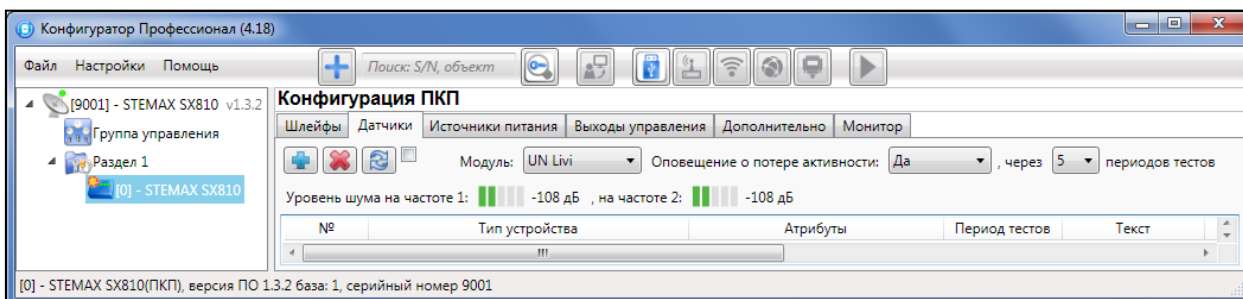 Конфигуратор Профессионал (4.18)
Файл Настройки Помощь Поиск: S/N, объект
[9001] - STEMAX SX810 v1.3.2
Группа управления
Раздел 1
[0] - STEMAX SX810
Конфигурация ПКП
Шлейфы Датчики Источники питания Выходы управления Дополнительно Монитор
Модуль: UN Livi Оповещение о потере активности: Да , через 5 периодов тестов
Уровень шума на частоте 1: -108 дБ , на частоте 2: -108 дБ
№ Тип устройства Атрибуты Период тестов Текст
[0] - STEMAX SX810(ПКП), версия ПО 1.3.2 база: 1, серийный номер 9001